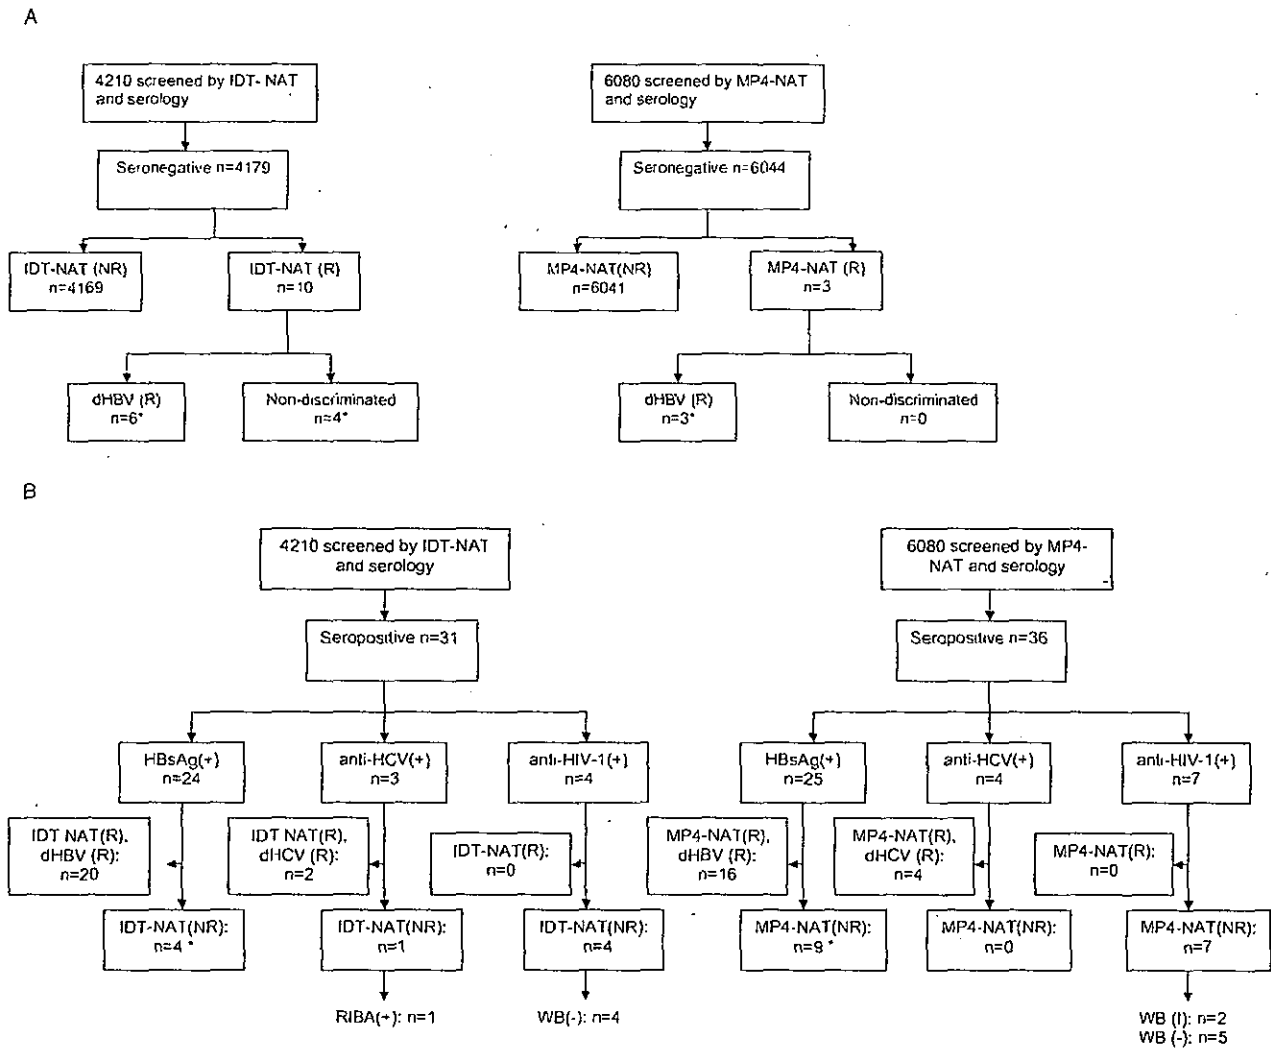 A
4210 screened by IDT- NAT
and serology
6080 screened by MP4-NAT
and serology
Seronegative n=4179
Seronegative n=6044
IDT-NAT (NR)
n=4169
IDT-NAT (R)
n=10
MP4-NAT(NR)
n=6041
MP4-NAT (R)
n=3
dHBV (R)
n=6*
Non-discriminated
n=4*
dHBV (R)
n=3*
Non-discriminated
n=0
B
4210 screened by IDT-NAT
and serology
6080 screened by MP4-
NAT and serology
Seropositive n=31
Seropositive n=36
HBsAg(+)
n=24
anti-HCV(+)
n=3
anti-HIV-1(+)
n=4
HBsAg(+)
n=25
anti-HCV(+)
n=4
anti-HIV-1(+)
n=7
IDT NAT(R),
dHBV (R):
n=20
IDT NAT(R),
dHCV (R):
n=2
IDT-NAT(R):
n=0
MP4-NAT(R),
dHBV (R):
n=16
MP4-NAT(R),
dHCV (R):
n=4
MP4-NAT(R):
n=0
IDT-NAT(NR):
n=4 *
IDT-NAT(NR):
n=1
IDT-NAT(NR):
n=4
MP4-NAT(NR):
n=9 *
MP4-NAT(NR):
n=0
MP4-NAT(NR):
n=7
RIBA(+): n=1
WB(-): n=4
WB (I): n=2
WB (-): n=5